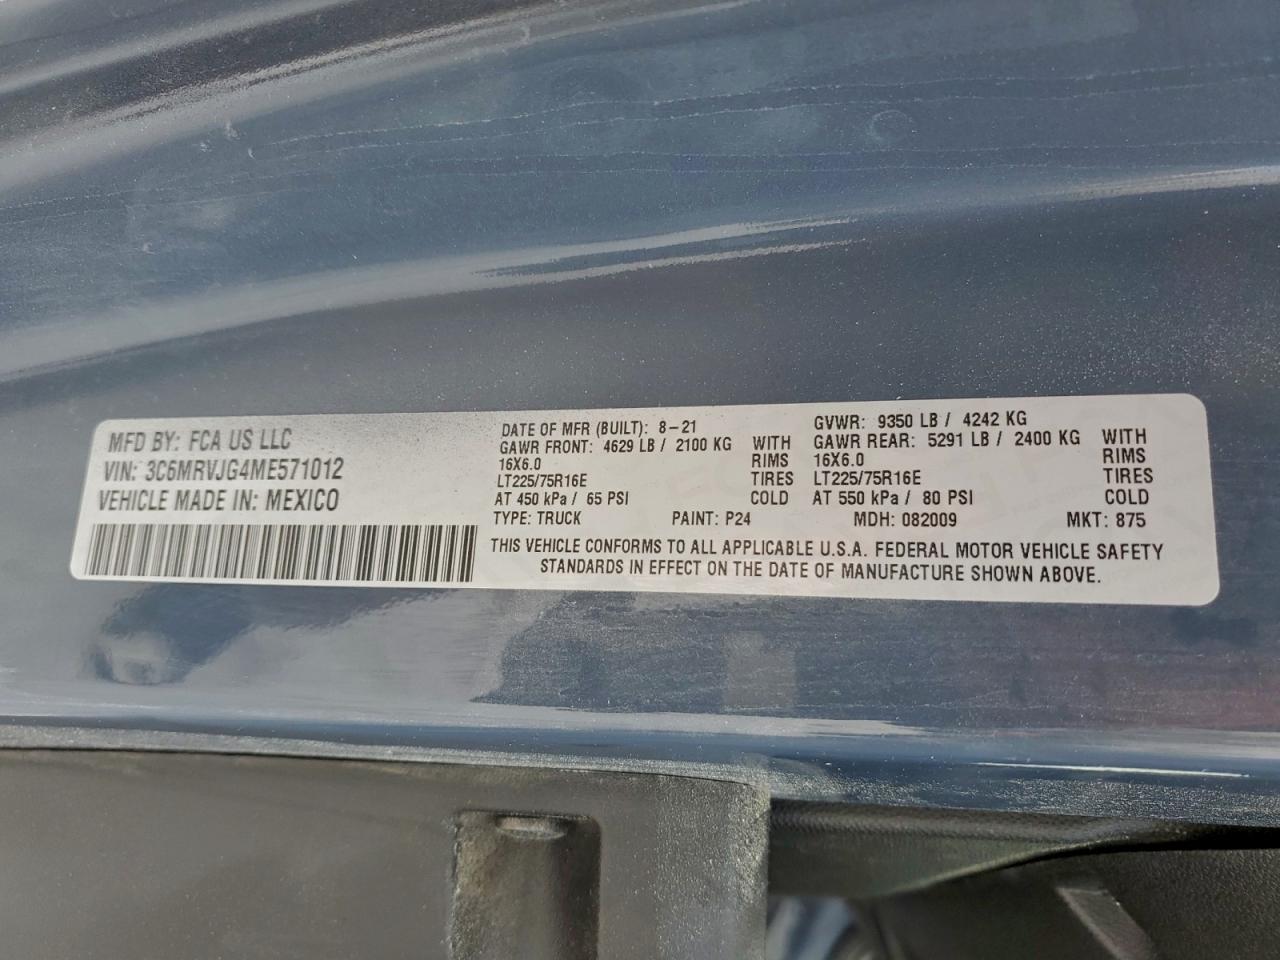 MFD BY: FCA US LLC
VIN: 3C6MRVJG4ME571012
VEHICLE MADE IN: MEXICO
DATE OF MFR (BUILT): 8-21
GAWR FRONT: 4629 LB / 2100 KG WITH
16X6.0 RIMS
LT225/75R16E TIRES
AT 450 kPa / 65 PSI COLD
GVWR: 9350 LB / 4242 KG
GAWR REAR: 5291 LB / 2400 KG WITH
16X6.0 RIMS
LT225/75R16E TIRES
AT 550 kPa / 80 PSI COLD
TYPE: TRUCK PAINT: P24 MDH: 082009 MKT: 875
THIS VEHICLE CONFORMS TO ALL APPLICABLE U.S.A. FEDERAL MOTOR VEHICLE SAFETY
STANDARDS IN EFFECT ON THE DATE OF MANUFACTURE SHOWN ABOVE.